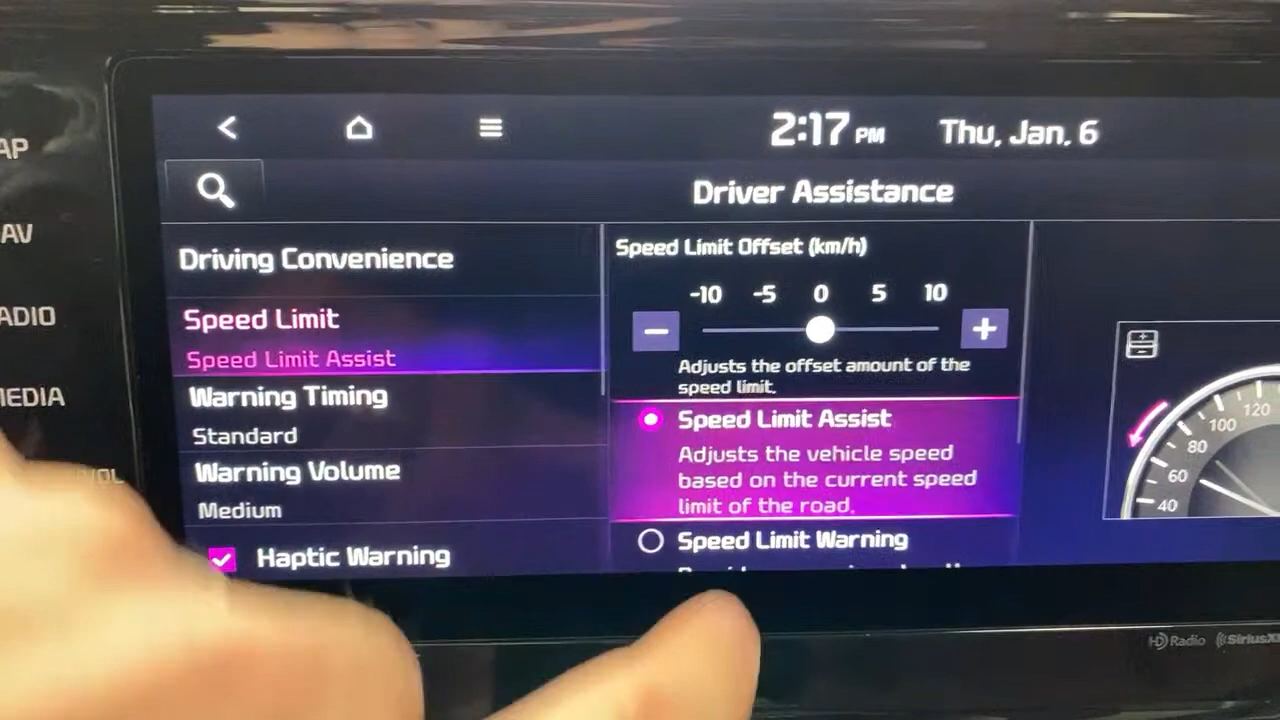 2:17 PM
Thu, Jan, 6
Driver Assistance
AP
AV
ADIO
MEDIA
VOL
Driving Convenience
Speed Limit
Speed Limit Assist
Warning Timing
Standard
Warning Volume
Medium
Haptic Warning
Speed Limit Offset (km/h)
-10 -5 0 5 10
Adjusts the offset amount of the
speed limit.
Speed Limit Assist
Adjusts the vehicle speed
based on the current speed
limit of the road.
Speed Limit Warning
120
100
80
60
40
HD Radio
SiriusX